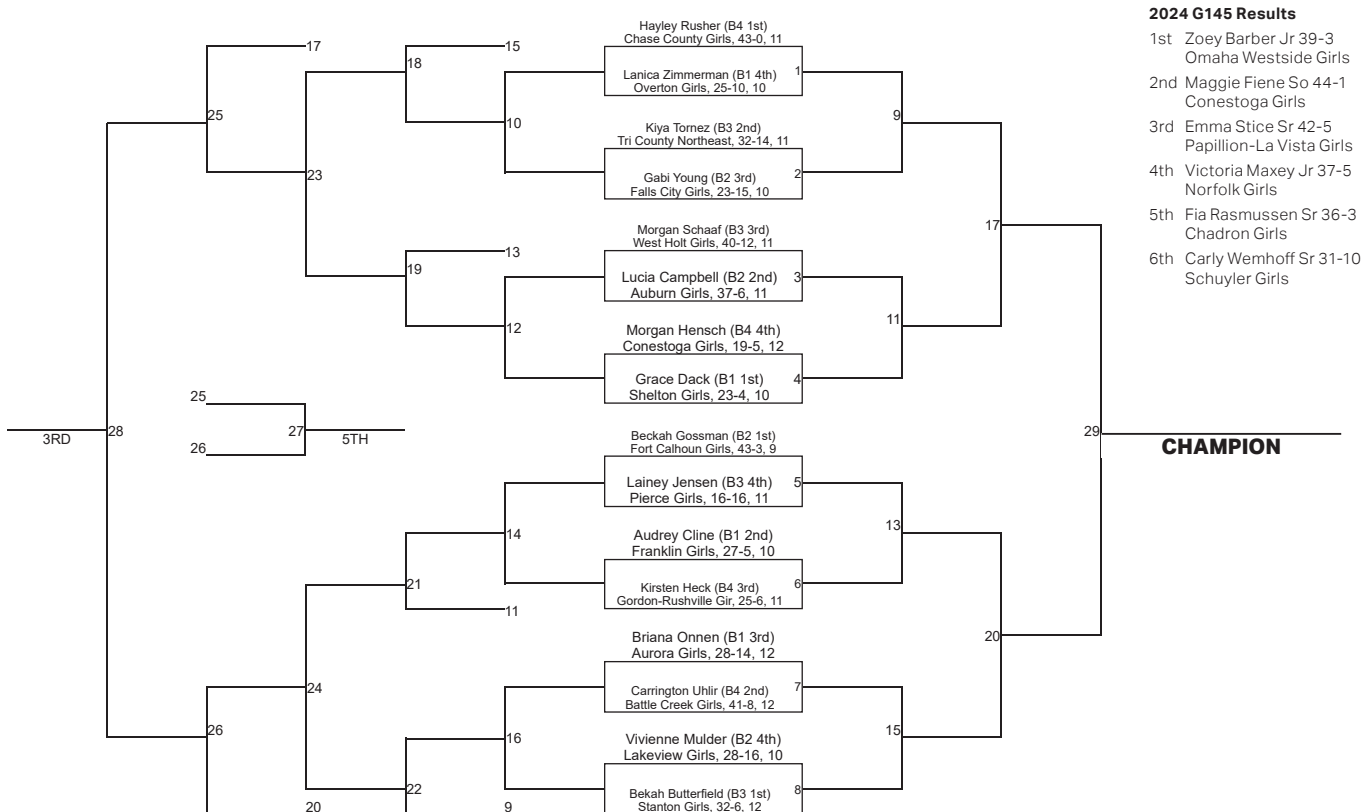 2024 G145 Results
1st Zoey Barber Jr 39-3
Omaha Westside Girls
2nd Maggie Fiene So 44-1
Conestoga Girls
3rd Emma Stice Sr 42-5
Papillion-La Vista Girls
4th Victoria Maxey Jr 37-5
Norfolk Girls
5th Fia Rasmussen Sr 36-3
Chadron Girls
6th Carly Wemhoff Sr 31-10
Schuyler Girls
Hayley Rusher (B4 1st)
Chase County Girls, 43-0, 11
17
15
18
Lanica Zimmerman (B1 4th)
1
Overton Girls, 25-10, 10
25
10
9
Kiya Tornez (B3 2nd)
Tri County Northeast, 32-14, 11
23
Gabi Young (B2 3rd)
2
Falls City Girls, 23-15, 10
Morgan Schaaf (B3 3rd)
17
West Holt Girls, 40-12, 11
13
19
Lucia Campbell (B2 2nd)
3
Auburn Girls, 37-6, 11
12
Morgan Hensch (B4 4th)
11
Conestoga Girls, 19-5, 12
Grace Dack (B1 1st)
4
Shelton Girls, 23-4, 10
25
28
27
3RD
5TH
26
Beckah Gossman (B2 1st)
Fort Calhoun Girls, 43-3, 9
29
CHAMPION
Lainey Jensen (B3 4th)
5
Pierce Girls, 16-16, 11
14
Audrey Cline (B1 2nd)
13
Franklin Girls, 27-5, 10
21
Kirsten Heck (B4 3rd)
6
Gordon-Rushville Gir, 25-6, 11
11
Briana Onnen (B1 3rd)
20
Aurora Girls, 28-14, 12
24
Carrington Uhlir (B4 2nd)
7
Battle Creek Girls, 41-8, 12
26
16
Vivienne Mulder (B2 4th)
15
Lakeview Girls, 28-16, 10
22
Bekah Butterfield (B3 1st)
8
Stanton Girls, 32-6, 12
20
9